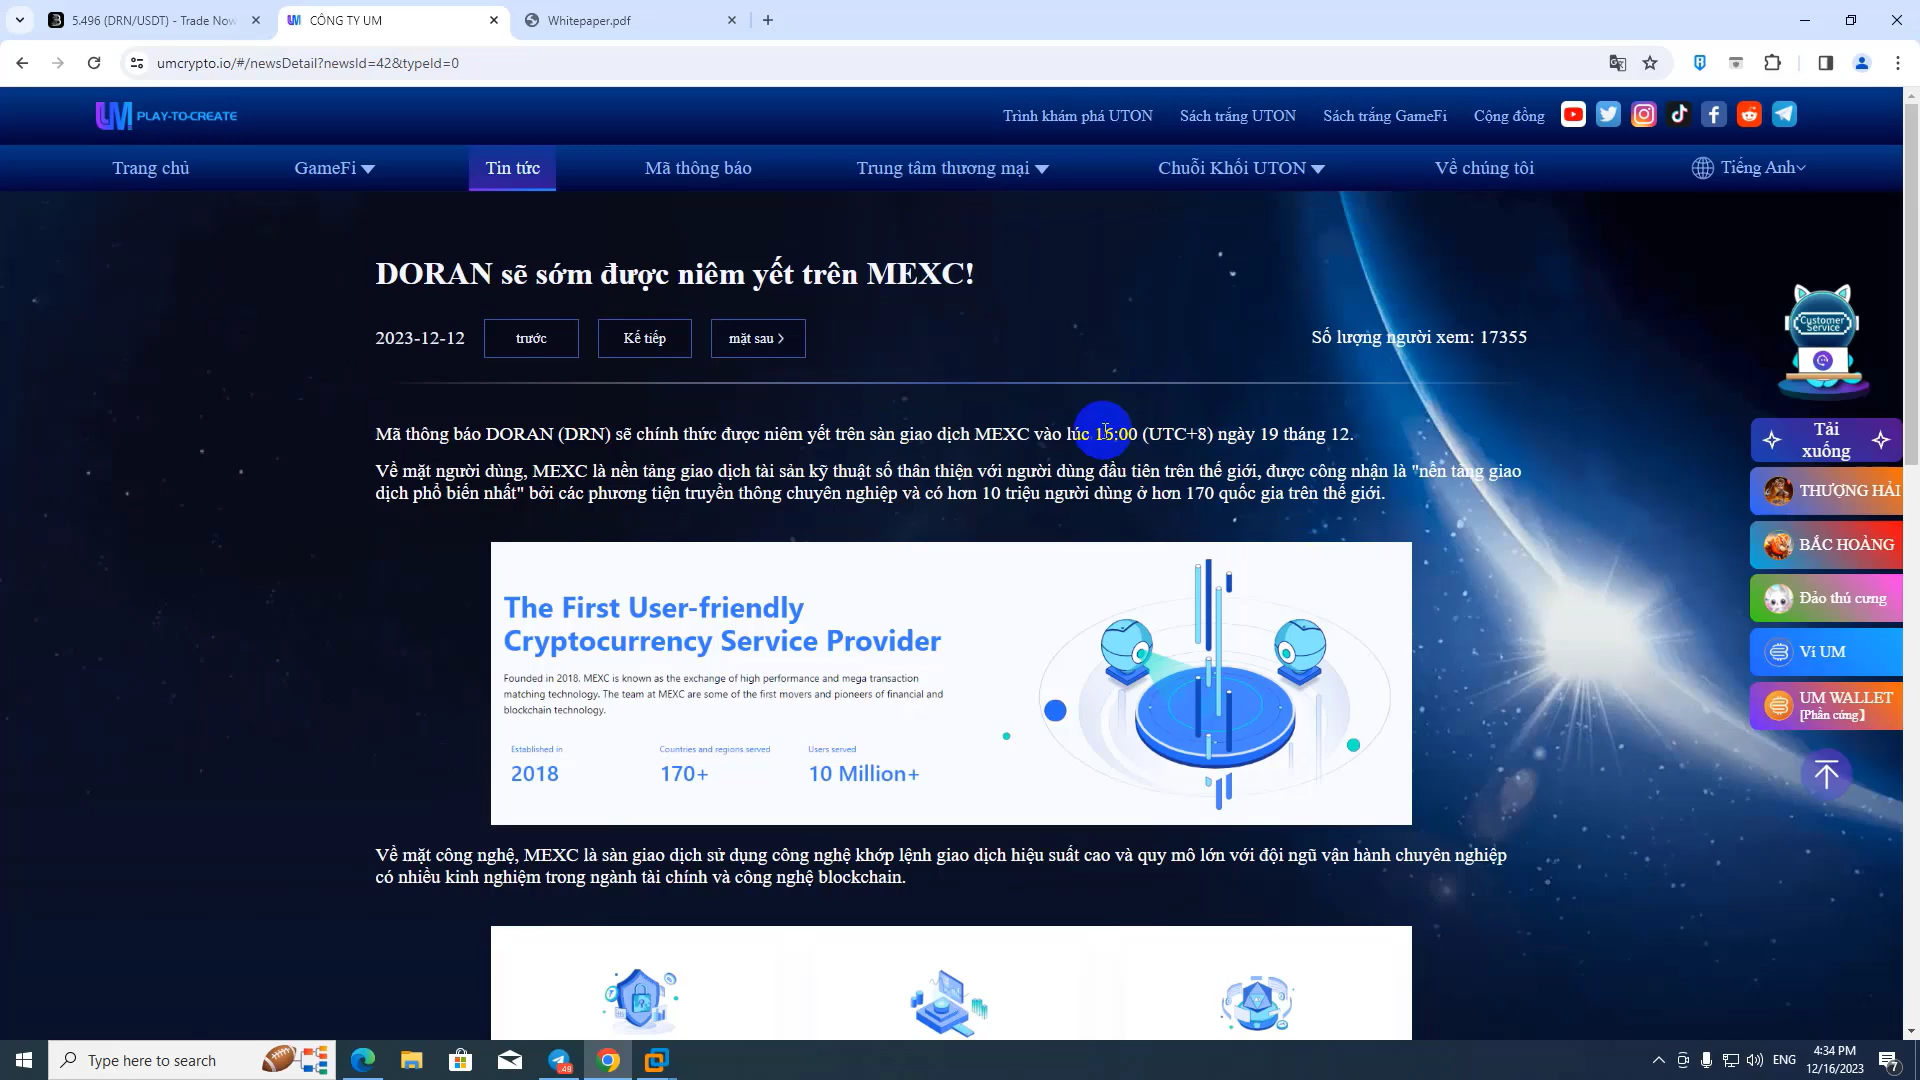 5.496 (DRN/USDT) - Trade Now
CÔNG TY UM
Whitepaper.pdf
umcrypto.io/#/newsDetail?newsId=42&typeId=0
UM PLAY-TO-CREATE
Trình khám phá UTON
Sách trắng UTON
Sách trắng GameFi
Cộng đồng
Trang chủ
GameFi
Tin tức
Mã thông báo
Trung tâm thương mại
Chuỗi Khối UTON
Về chúng tôi
Tiếng Anh
DORAN sẽ sớm được niêm yết trên MEXC!
2023-12-12
trước
Kế tiếp
mặt sau
Số lượng người xem: 17355
Customer
Service
Mã thông báo DORAN (DRN) sẽ chính thức được niêm yết trên sàn giao dịch MEXC vào lúc 15:00 (UTC+8) ngày 19 tháng 12.
Về mặt người dùng, MEXC là nền tảng giao dịch tài sản kỹ thuật số thân thiện với người dùng đầu tiên trên thế giới, được công nhận là "nền tảng giao
dịch phổ biến nhất" bởi các phương tiện truyền thông chuyên nghiệp và có hơn 10 triệu người dùng ở hơn 170 quốc gia trên thế giới.
Tải
xuống
THƯỢNG HẢI
BẮC HOÀNG
Đảo thú cưng
Ví UM
UM WALLET
[Phần cứng】
The First User-friendly
Cryptocurrency Service Provider
Founded in 2018. MEXC is known as the exchange of high performance and mega transaction
matching technology. The team at MEXC are some of the first movers and pioneers of financial and
blockchain technology.
Established in
Countries and regions served
Users served
2018
170+
10 Million+
Về mặt công nghệ, MEXC là sàn giao dịch sử dụng công nghệ khớp lệnh giao dịch hiệu suất cao và quy mô lớn với đội ngũ vận hành chuyên nghiệp
có nhiều kinh nghiệm trong ngành tài chính và công nghệ blockchain.
Type here to search
ENG
4:34 PM
12/16/2023